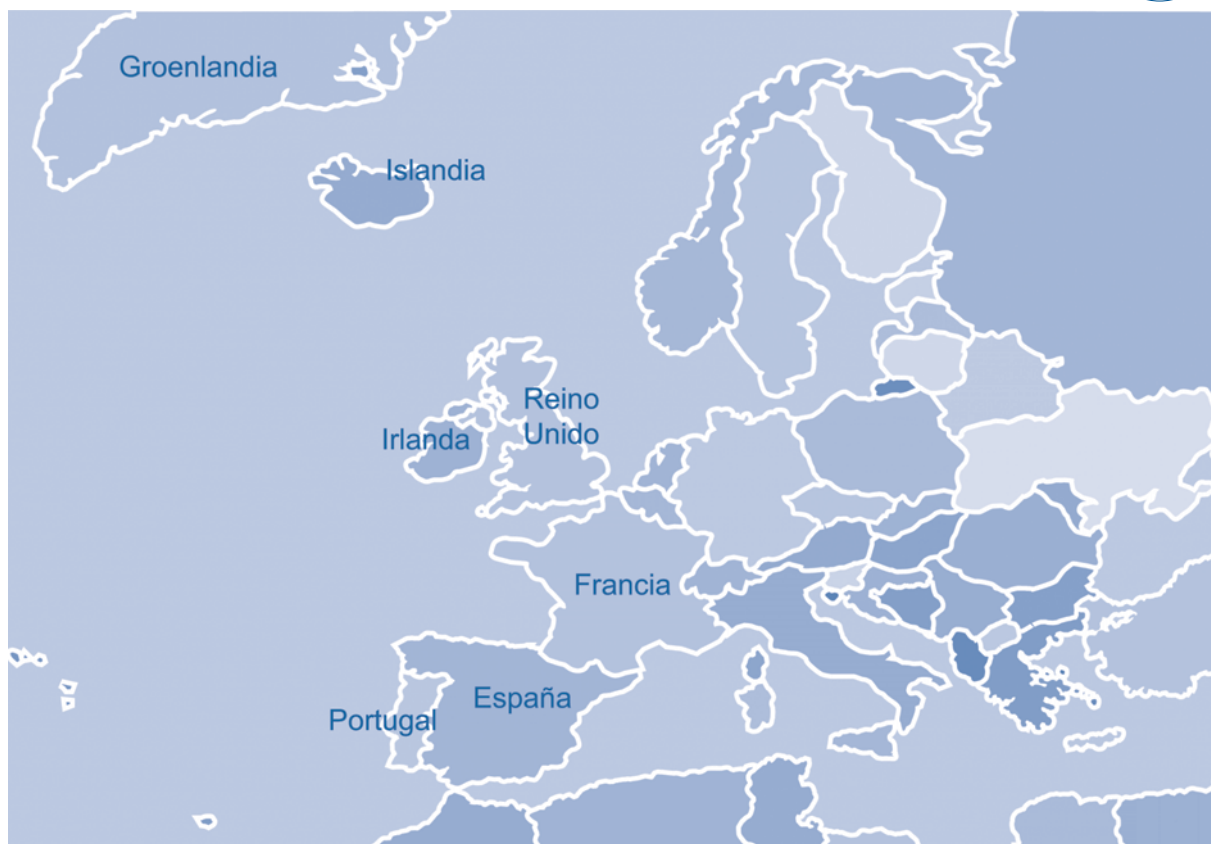 Groenlandia
Islandia
Reino
Unido
Irlanda
Francia
España
Portugal